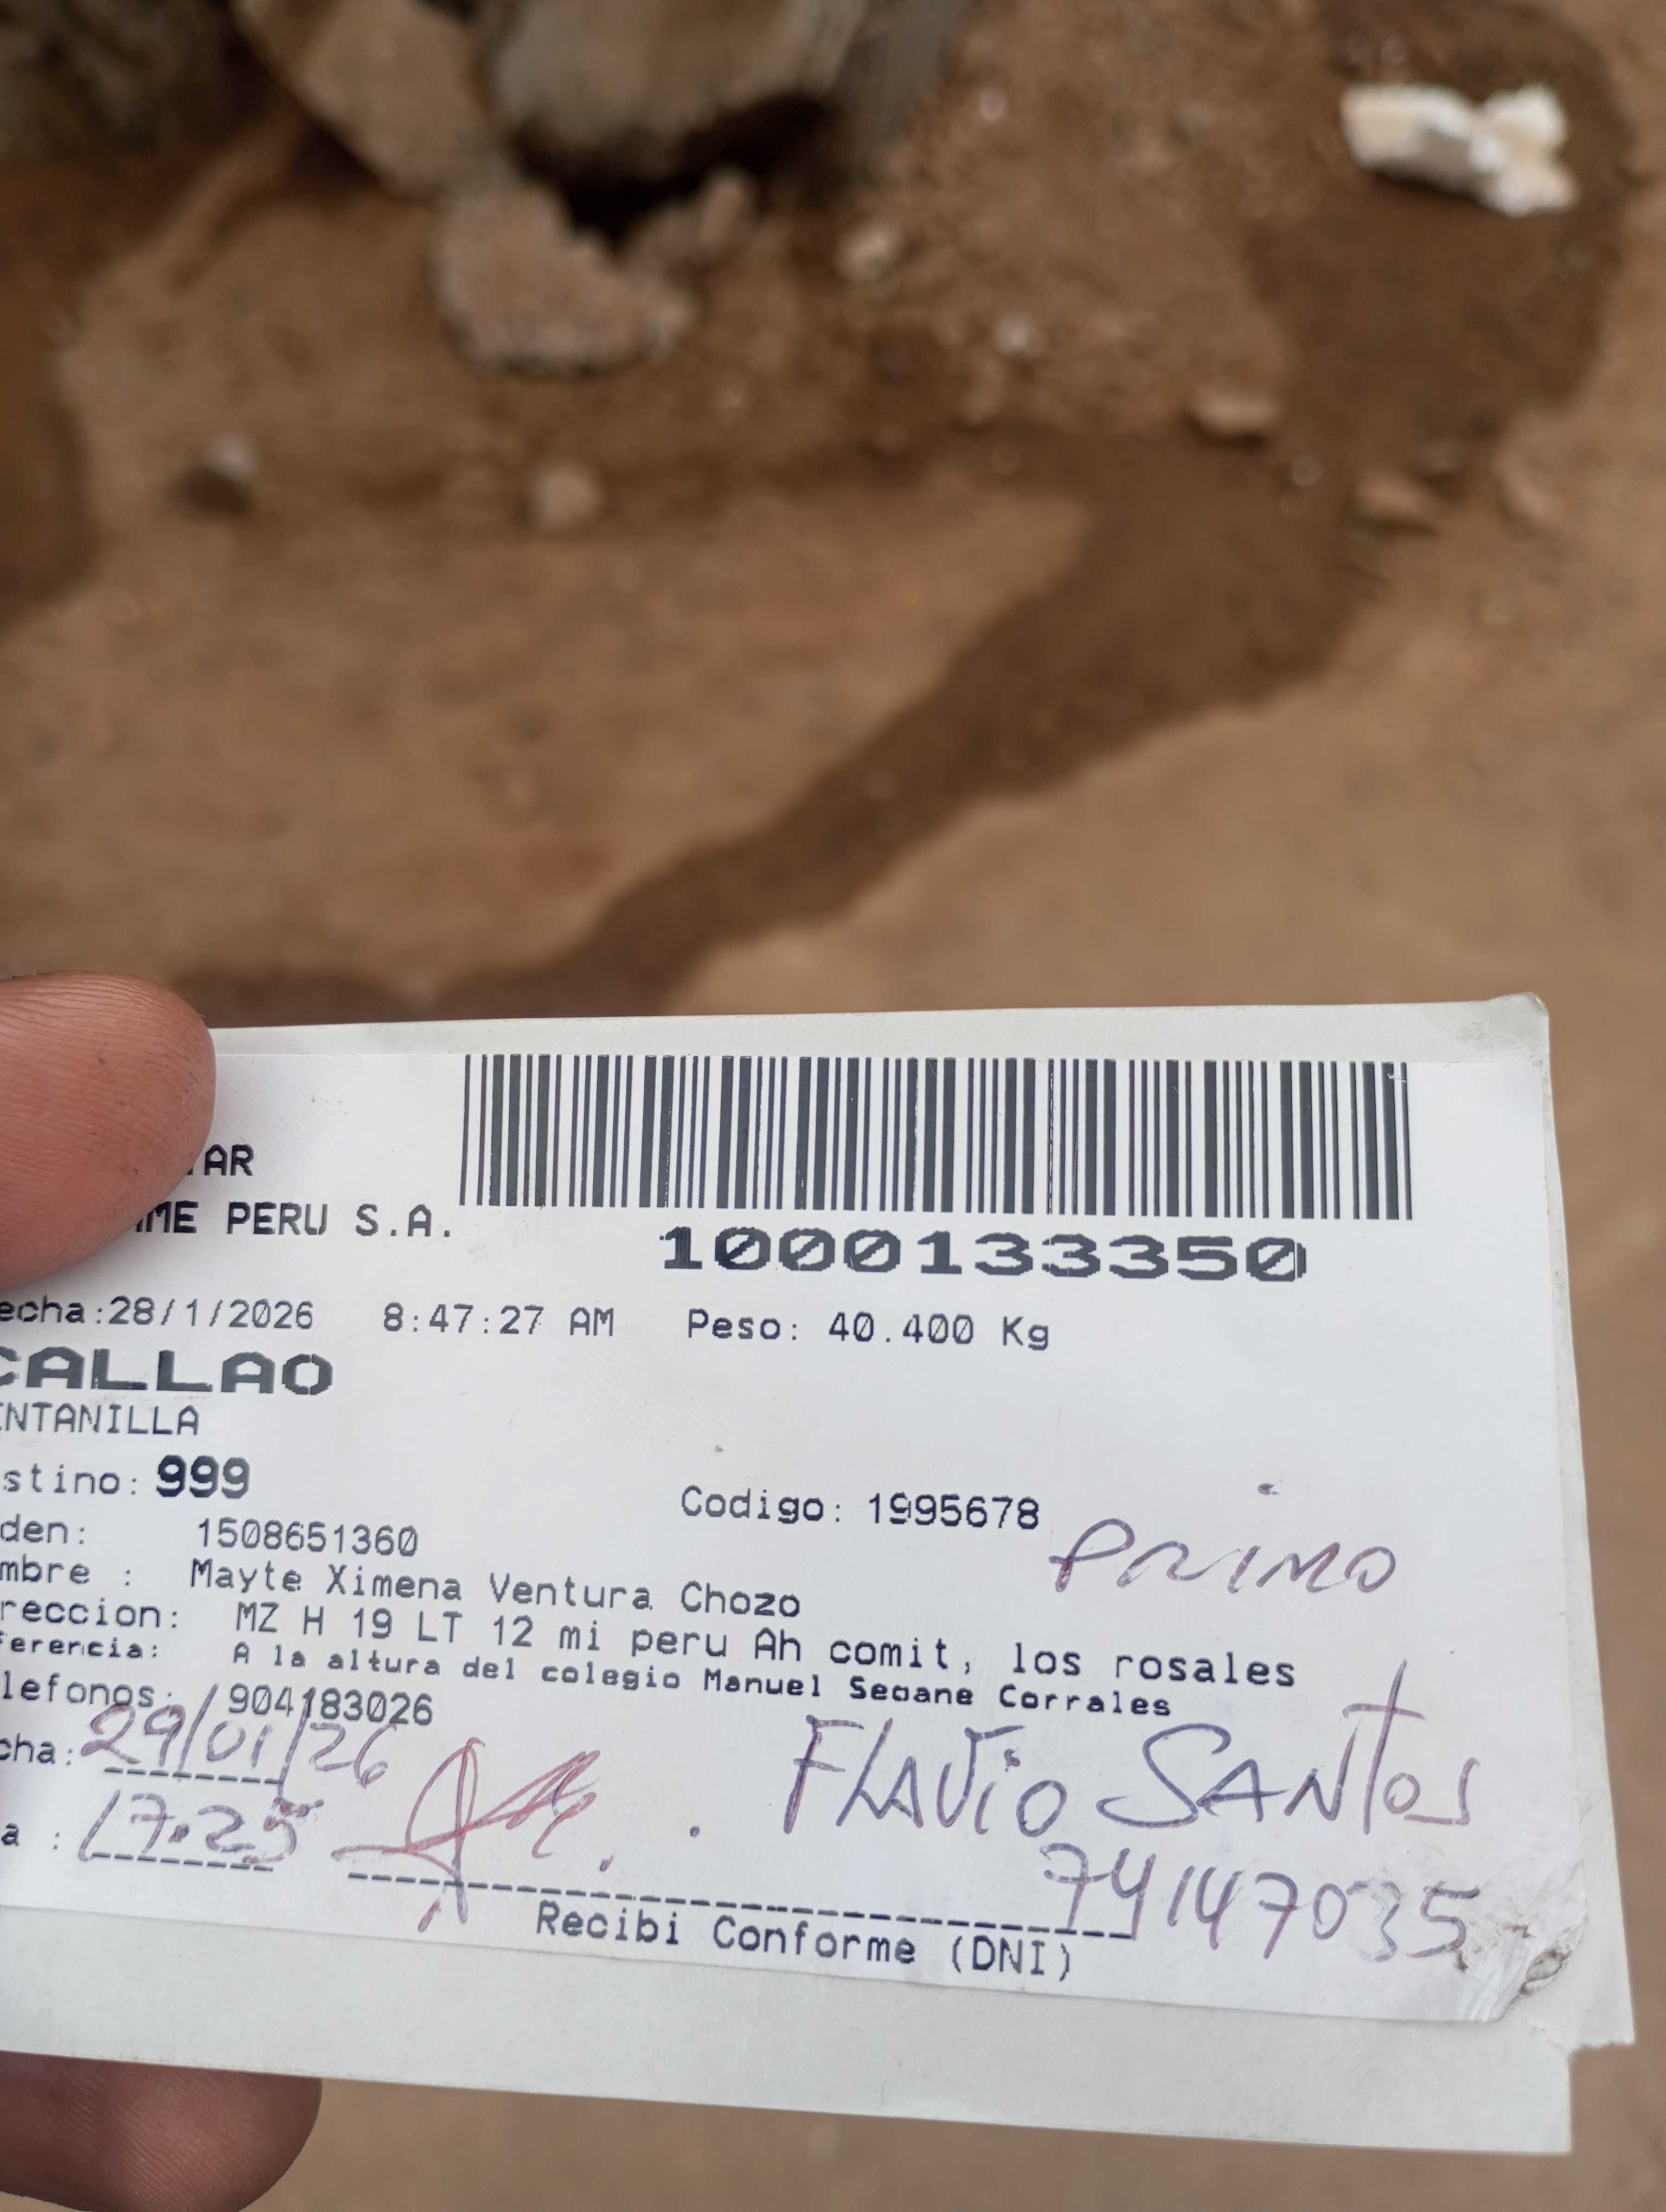 AR
ME PERU S.A.
1000133350
echa:28/1/2026 8:47:27 AM Peso: 40.400 Kg
CALLAO
NTANILLA
stino: 999
Codigo: 1995678
den: 1508651360
PRIMO
mbre : Mayte Ximena Ventura Chozo
reccion: MZ H 19 LT 12 mi peru Ah comit, los rosales
ferencia: A la altura del colegio Manuel Seoane Corrales
lefonos: 904183026
cha: 29/01/26
FLAVio SANtos
a : 17:25
74147035
Recibi Conforme (DNI)